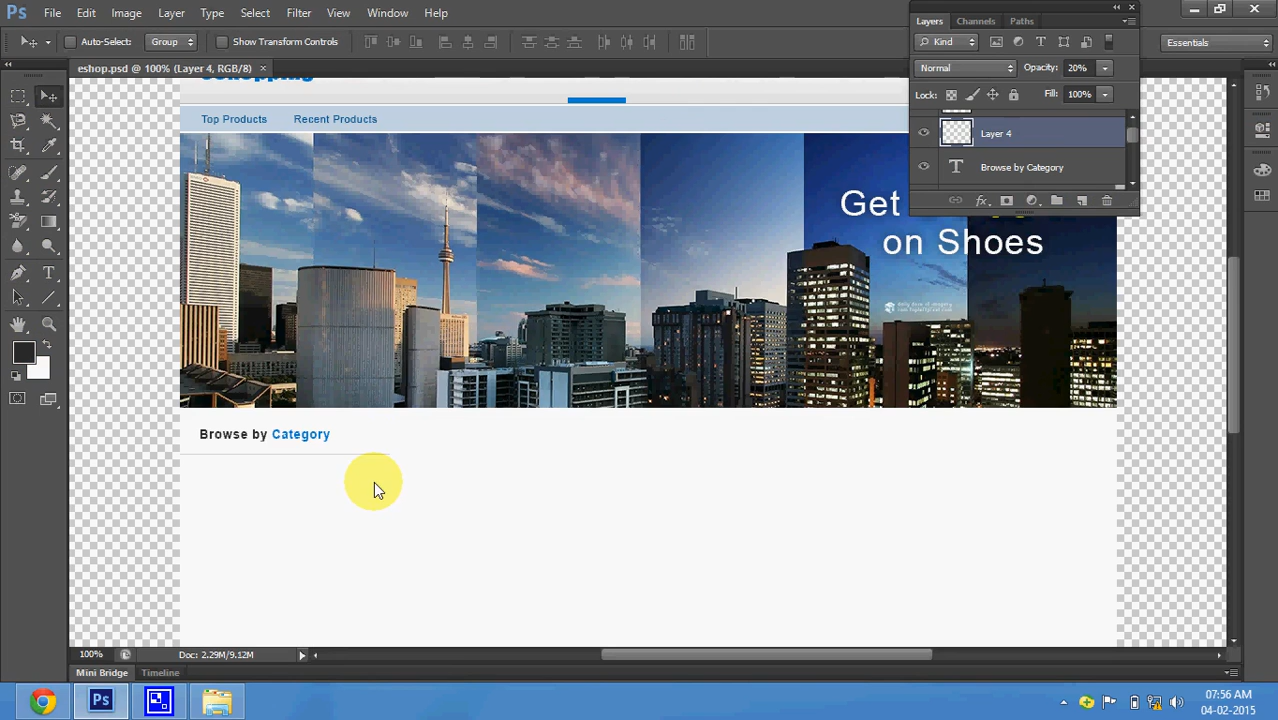 Ps File Edit Image Layer Type Select Filter View Window Help
Auto-Select: Group Show Transform Controls
Essentials
eshop.psd @ 100% (Layer 4, RGB/8) ×
Layers Channels Paths
Kind
Normal Opacity: 20%
Lock: Fill: 100%
Layer 4
T Browse by Category
eShopping
Top Products Recent Products
Get
on Shoes
Browse by Category
100% Doc: 2.29M/9.12M
Mini Bridge Timeline
Ps 07:56 AM
04-02-2015